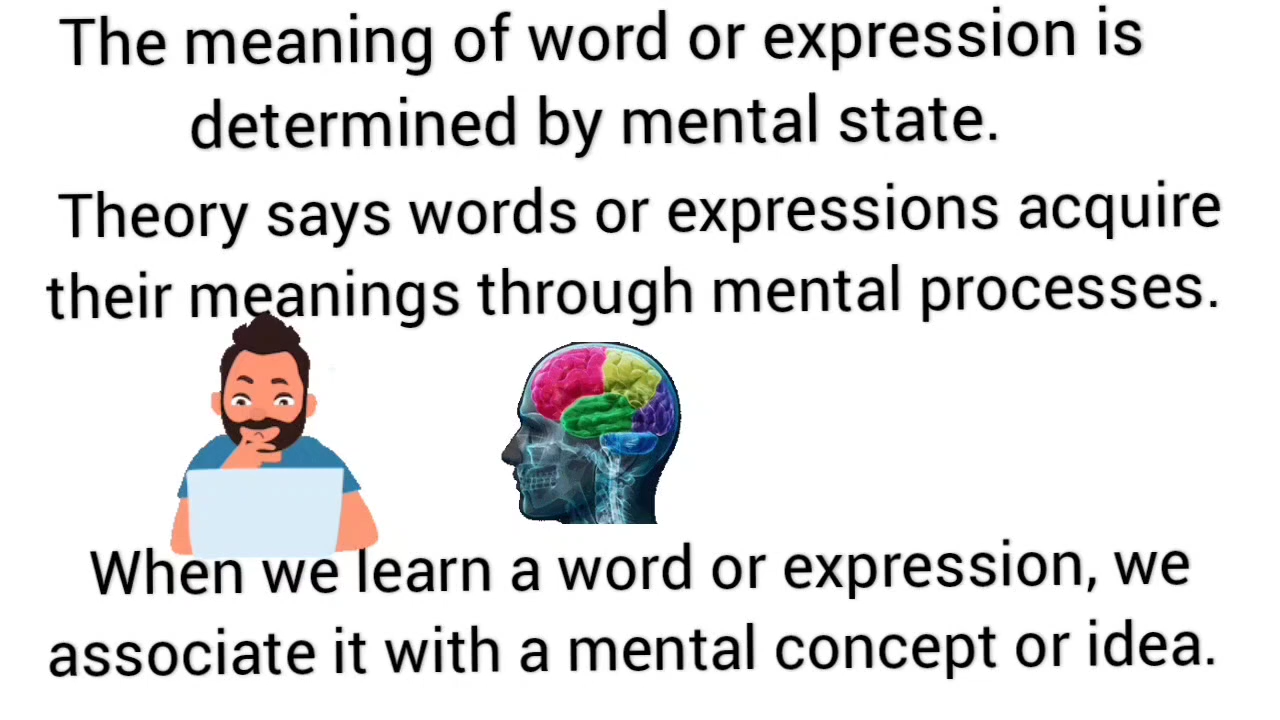 The meaning of word or expression is
determined by mental state.
Theory says words or expressions acquire
their meanings through mental processes.
When we learn a word or expression, we
associate it with a mental concept or idea.